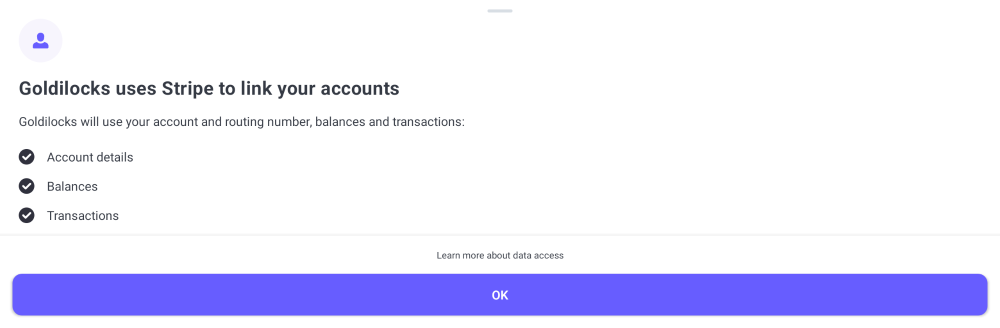 Goldilocks uses Stripe to link your accounts
Goldilocks will use your account and routing number, balances and transactions:
Account details
Balances
Transactions
Learn more about data access
OK